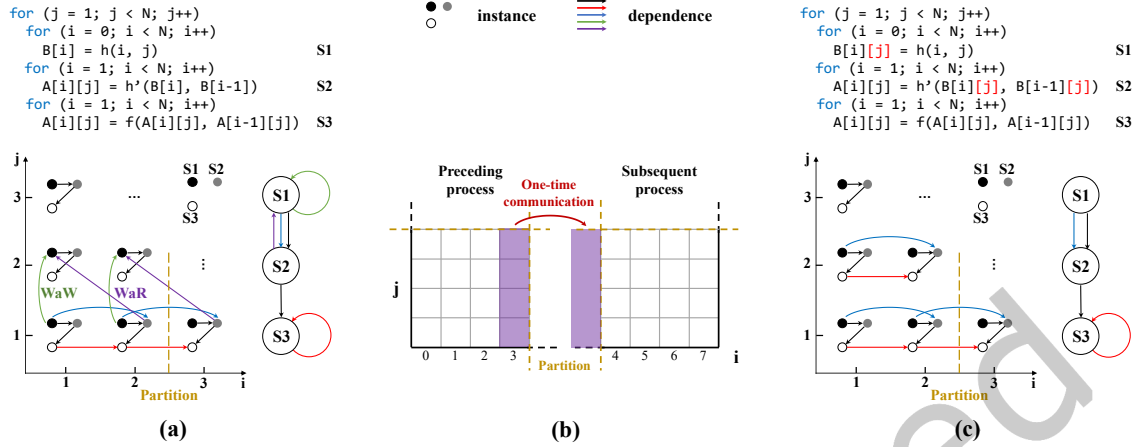 for (j = 1; j < N; j++)
for (i = 0; i < N; i++)
B[i] = h(i, j) S1
for (i = 1; i < N; i++)
A[i][j] = h’(B[i], B[i-1]) S2
for (i = 1; i < N; i++)
A[i][j] = f(A[i][j], A[i-1][j]) S3
j
3
2
1
S1 S2
S3
...
...
WaW
WaR
1 2 3
i
Partition
S1
S2
S3
(a)
instance
dependence
Preceding
process
One-time
communication
Subsequent
process
j
0 1 2 3
4 5 6 7
i
Partition
(b)
for (j = 1; j < N; j++)
for (i = 0; i < N; i++)
B[i][j] = h(i, j) S1
for (i = 1; i < N; i++)
A[i][j] = h’(B[i][j], B[i-1][j]) S2
for (i = 1; i < N; i++)
A[i][j] = f(A[i][j], A[i-1][j]) S3
j
3
2
1
S1 S2
S3
...
...
1 2 3
i
Partition
S1
S2
S3
(c)